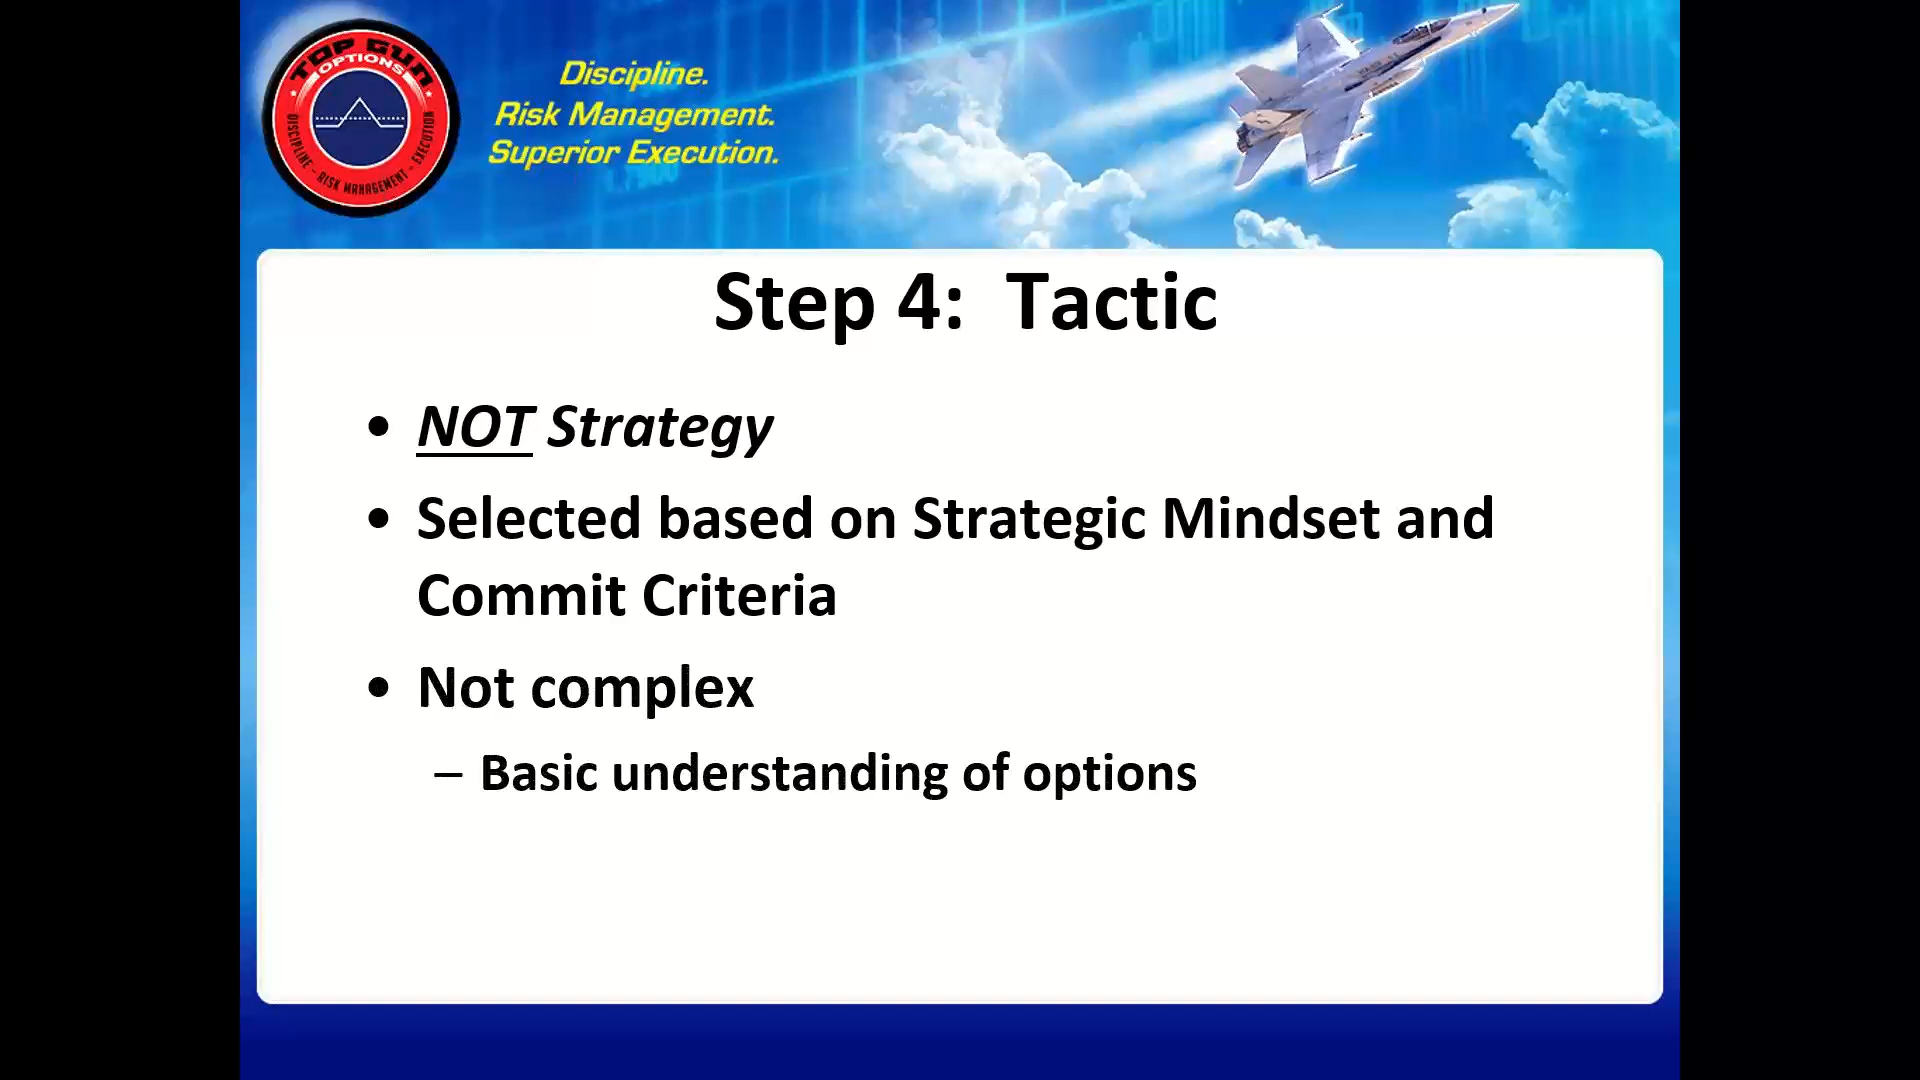 TOP GUN
OPTIONS
DISCIPLINE - RISK MANAGEMENT - EXECUTION
Discipline.
Risk Management.
Superior Execution.
Step 4:  Tactic
• NOT Strategy
• Selected based on Strategic Mindset and
Commit Criteria
• Not complex
– Basic understanding of options